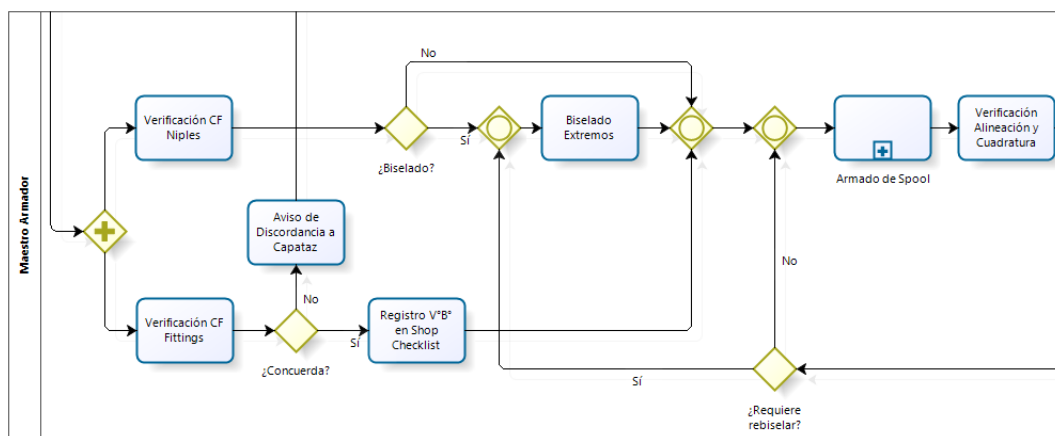 Maestro Armador
No
Verificación CF
Niples
¿Biselado?
Sí
Biselado
Extremos
Armado de Spool
Verificación
Alineación y
Cuadratura
Aviso de
Discordancia a
Capataz
No
No
Verificación CF
Fittings
¿Concuerda?
Sí
Registro V°B°
en Shop
Checklist
Sí
¿Requiere
rebiselar?